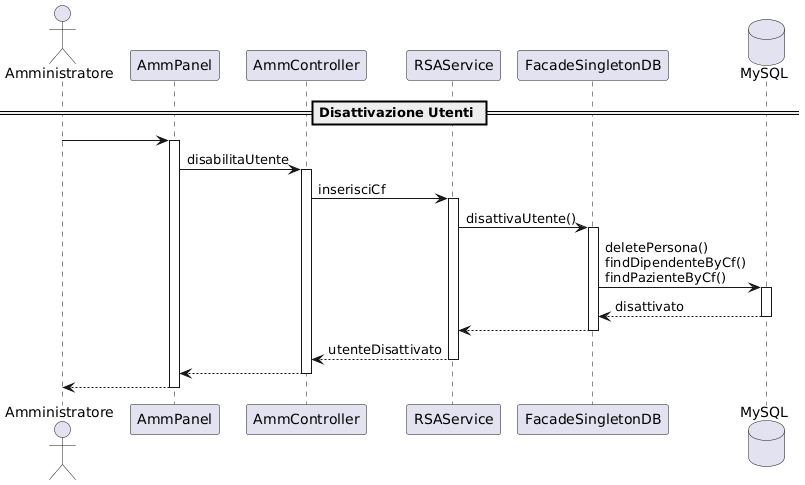 Amministratore
AmmPanel
AmmController
RSAService
FacadeSingletonDB
MySQL
Disattivazione Utenti
disabilitaUtente
inserisciCf
disattivaUtente()
deletePersona()
findDipendenteByCf()
findPazienteByCf()
disattivato
utenteDisattivato
Amministratore
AmmPanel
AmmController
RSAService
FacadeSingletonDB
MySQL